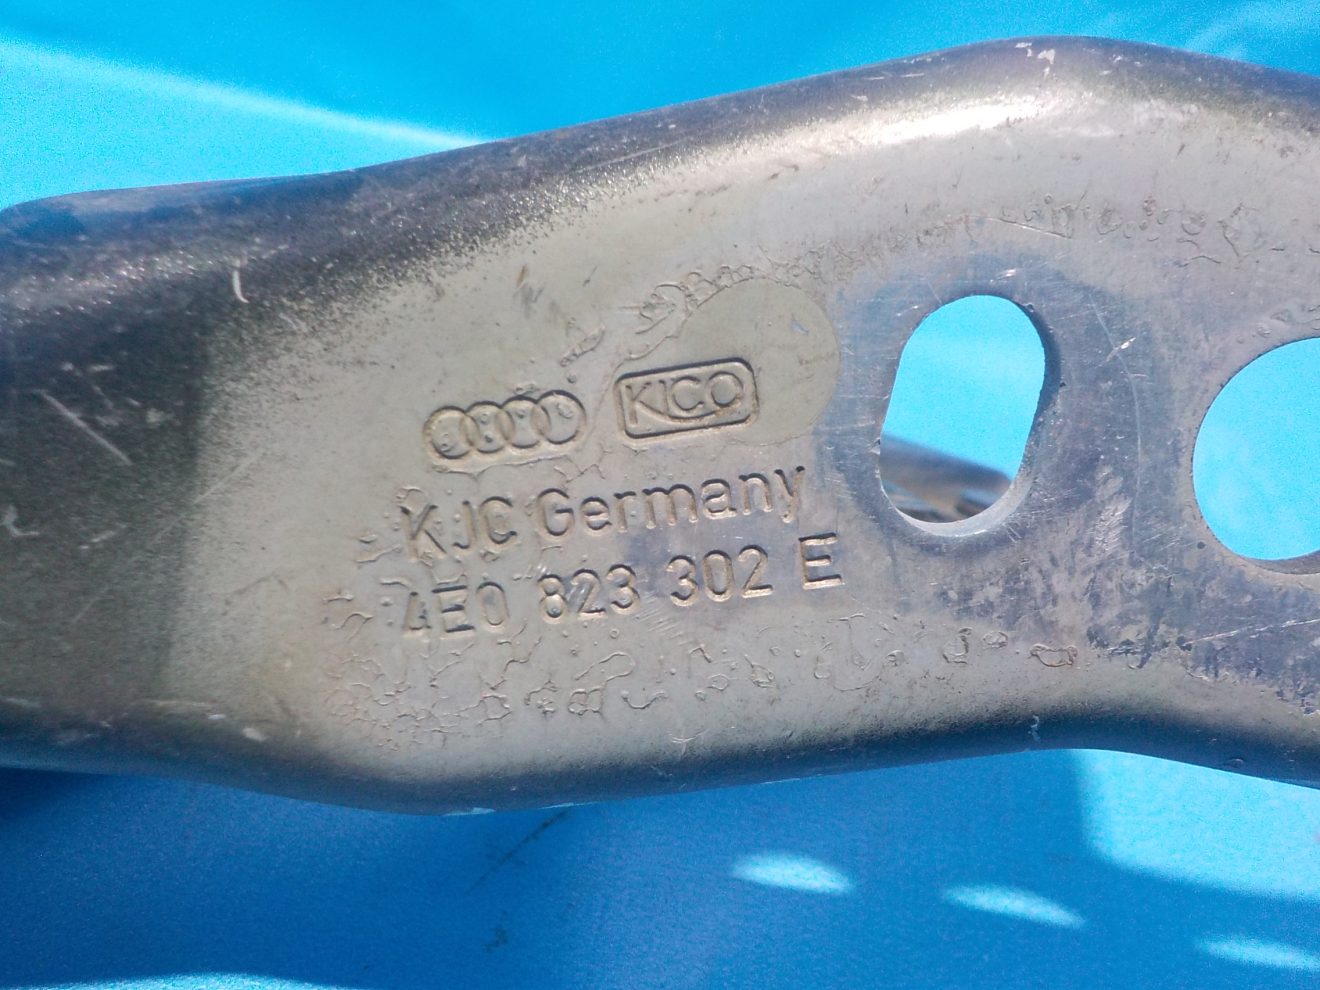 KICO
KJC Germany
4E0 823 302 E